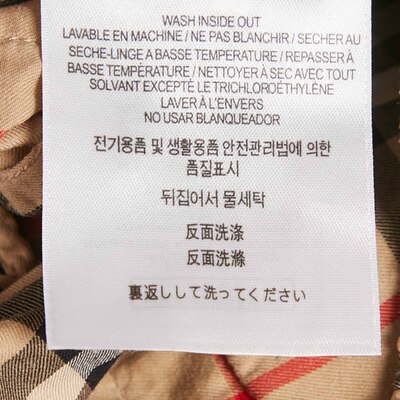 WASH INSIDE OUT
LAVABLE EN MACHINE / NE PAS BLANCHIR / SECHER AU
SECHE-LINGE A BASSE TEMPERATURE / REPASSER À
BASSE TEMPÉRATURE / NETTOYER À SEC AVEC TOUT
SOLVANT EXCEPTÉ LE TRICHLOROÉTHYLÈNE
LAVER À L'ENVERS
NO USAR BLANQUEADOR
전기용품 및 생활용품 안전관리법에 의한
품질표시
뒤집어서 물세탁
反面洗涤
反面洗滌
裏返しして洗ってください